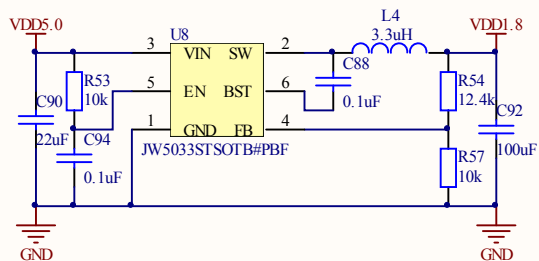 VDD5.0
U8
L4
3.3uH
VDD1.8
3
VIN
SW
2
R53
10k
C88
0.1uF
R54
12.4k
5
EN
BST
6
C90
22uF
C92
100uF
1
GND
FB
4
JW5033STSOTB#PBF
C94
0.1uF
R57
10k
GND
GND